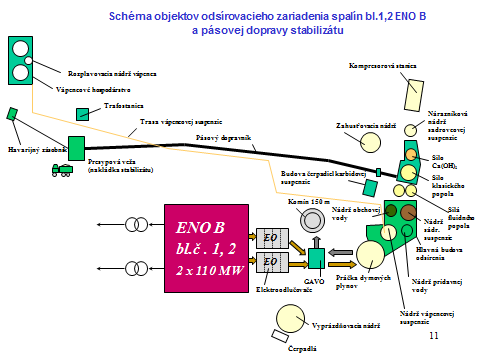 Schéma objektov odsírovacieho zariadenia spalín bl.1,2 ENO B
a pásovej dopravy stabilizátu
Kompresorová stanica
Rozplavovacia nádrž vápenca
Vápencové hospodárstvo
Trafostanica
Trasa vápencovej suspenzie
Nárazníková
nádrž
sadrovcovej
suspenzie
Zahusťovacia nádrž
Pásový dopravník
Havarijný zásobník
Presypová veža
(nakládka stabilizátu)
Silo
Ca(OH)2
Budova čerpadiel karbidovej
suspenzie
Silo
klasického
popola
Silá
fluidného
popola
Komín 150 m
Nádrž obehovej
vody
Nádrž
sádr.
suspenzie
ENO B
bl.č . 1, 2
2 x 110 MW
EO
EO
Hlavná budova
odsírenia
GAVO
Práčka dymových
plynov
Elektroodlučovače
Nádrž prídavnej
vody
Nádrž vápencovej
suspenzie
Vyprázdňovacia nádrž
Čerpadlá
11